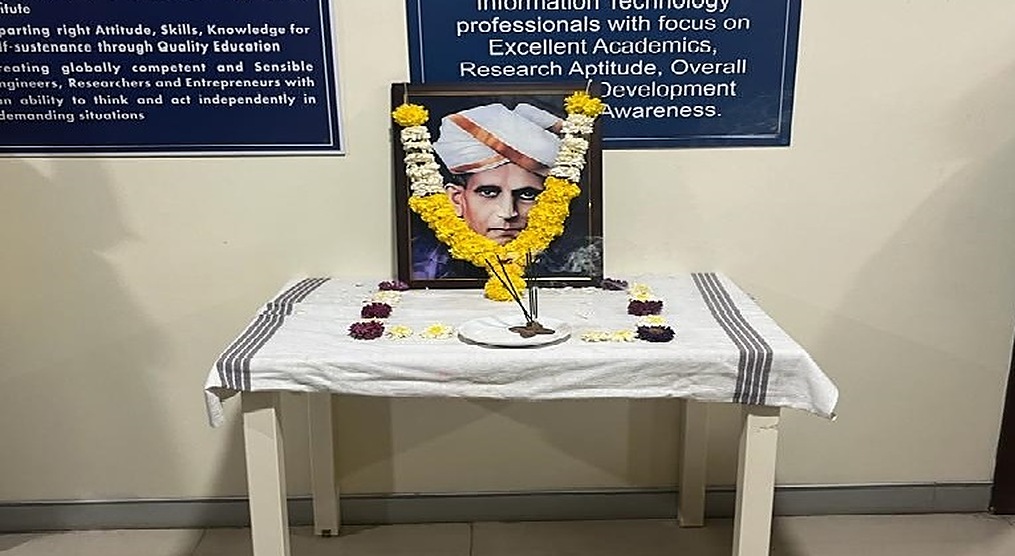 itute
parting right Attitude, Skills, Knowledge for
lf-sustenance through Quality Education
reating globally competent and Sensible
ngineers, Researchers and Entrepreneurs with
an ability to think and act independently in
demanding situations
Information Technology
professionals with focus on
Excellent Academics,
Research Aptitude, Overall
Development
Awareness.